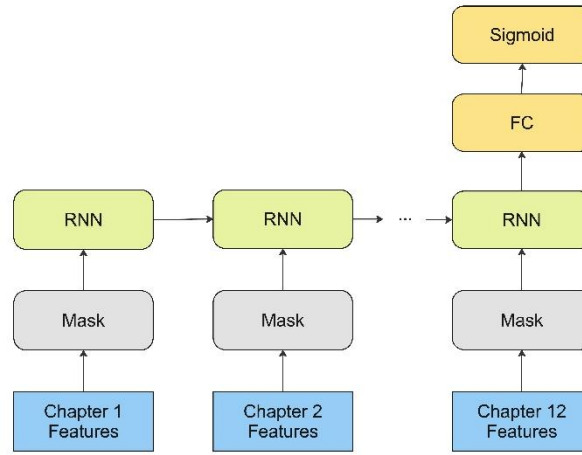 Sigmoid
FC
RNN
RNN
...
RNN
Mask
Mask
Mask
Chapter 1
Features
Chapter 2
Features
Chapter 12
Features